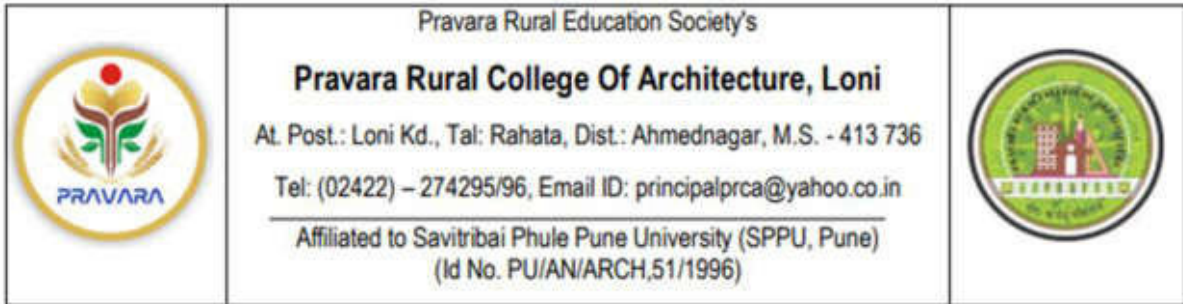 Pravara Rural Education Society's
Pravara Rural College Of Architecture, Loni
At. Post.: Loni Kd., Tal: Rahata, Dist.: Ahmednagar, M.S. - 413 736
Tel: (02422) – 274295/96, Email ID: principalprca@yahoo.co.in
Affiliated to Savitribai Phule Pune University (SPPU, Pune)
(Id No. PU/AN/ARCH,51/1996)
PRAVARA